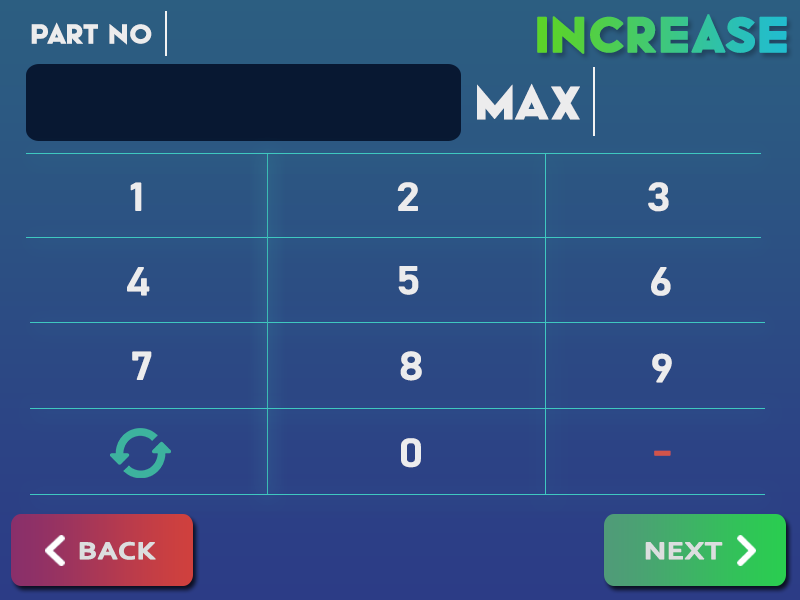 PART NO
INCREASE
MAX
1 2 3
4 5 6
7 8 9
0 -
BACK NEXT